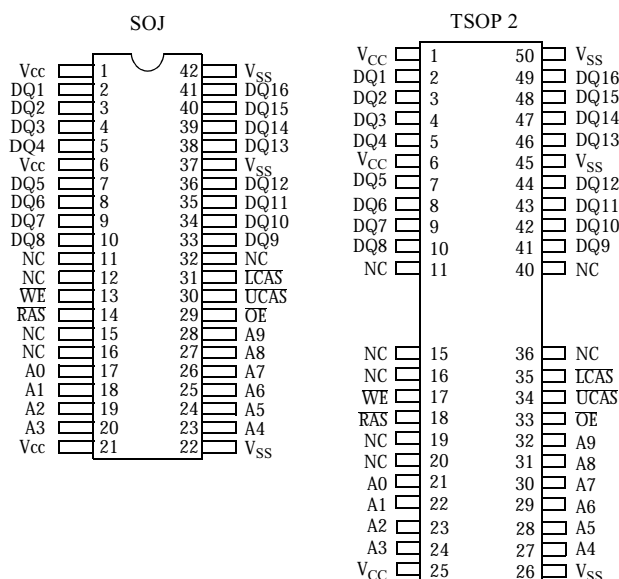 SOJ
Vcc 1 42 VSS
DQ1 2 41 DQ16
DQ2 3 40 DQ15
DQ3 4 39 DQ14
DQ4 5 38 DQ13
Vcc 6 37 VSS
DQ5 7 36 DQ12
DQ6 8 35 DQ11
DQ7 9 34 DQ10
DQ8 10 33 DQ9
NC 11 32 NC
NC 12 31 LCAS
WE 13 30 UCAS
RAS 14 29 OE
NC 15 28 A9
NC 16 27 A8
A0 17 26 A7
A1 18 25 A6
A2 19 24 A5
A3 20 23 A4
Vcc 21 22 VSS
TSOP 2
VCC 1 50 VSS
DQ1 2 49 DQ16
DQ2 3 48 DQ15
DQ3 4 47 DQ14
DQ4 5 46 DQ13
VCC 6 45 VSS
DQ5 7 44 DQ12
DQ6 8 43 DQ11
DQ7 9 42 DQ10
DQ8 10 41 DQ9
NC 11 40 NC
NC 15 36 NC
NC 16 35 LCAS
WE 17 34 UCAS
RAS 18 33 OE
NC 19 32 A9
NC 20 31 A8
A0 21 30 A7
A1 22 29 A6
A2 23 28 A5
A3 24 27 A4
VCC 25 26 VSS